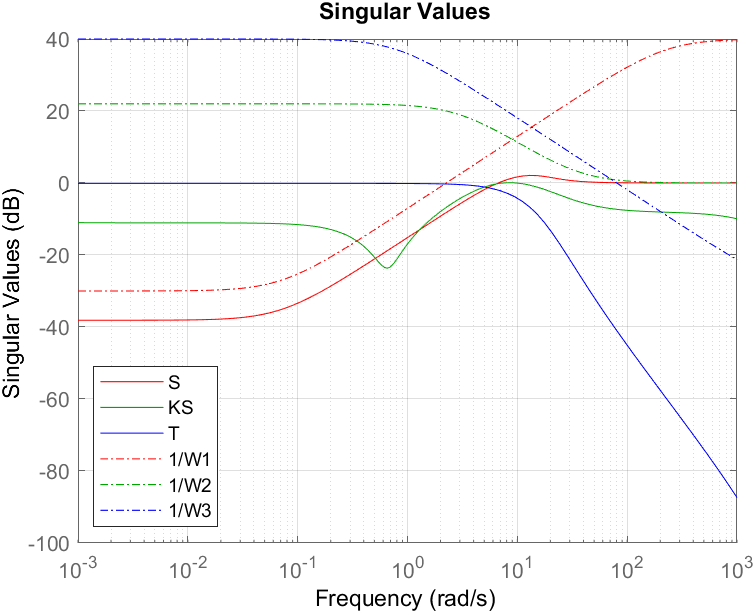 Singular Values
Singular Values (dB)
40
20
0
-20
-40
-60
-80
-100
S
KS
T
1/W1
1/W2
1/W3
10^-3
10^-2
10^-1
10^0
10^1
10^2
10^3
Frequency (rad/s)